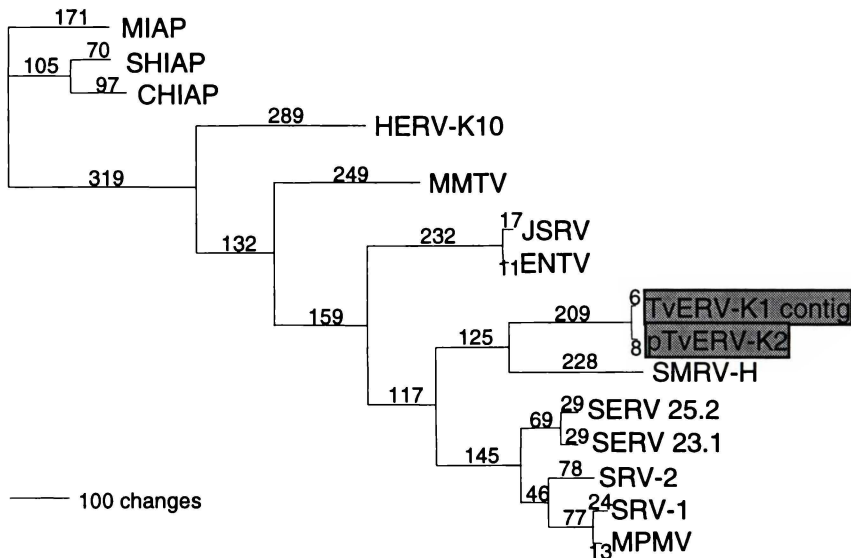 171
MIAP
70
SHIAP
105
97
CHIAP
289
HERV-K10
319
249
MMTV
132
17
JSRV
232
11
ENTV
159
6
TvERV-K1 contig
209
8
pTvERV-K2
125
228
SMRV-H
117
29
SERV 25.2
69
29
SERV 23.1
145
78
SRV-2
46
24
SRV-1
77
13
MPMV
100 changes